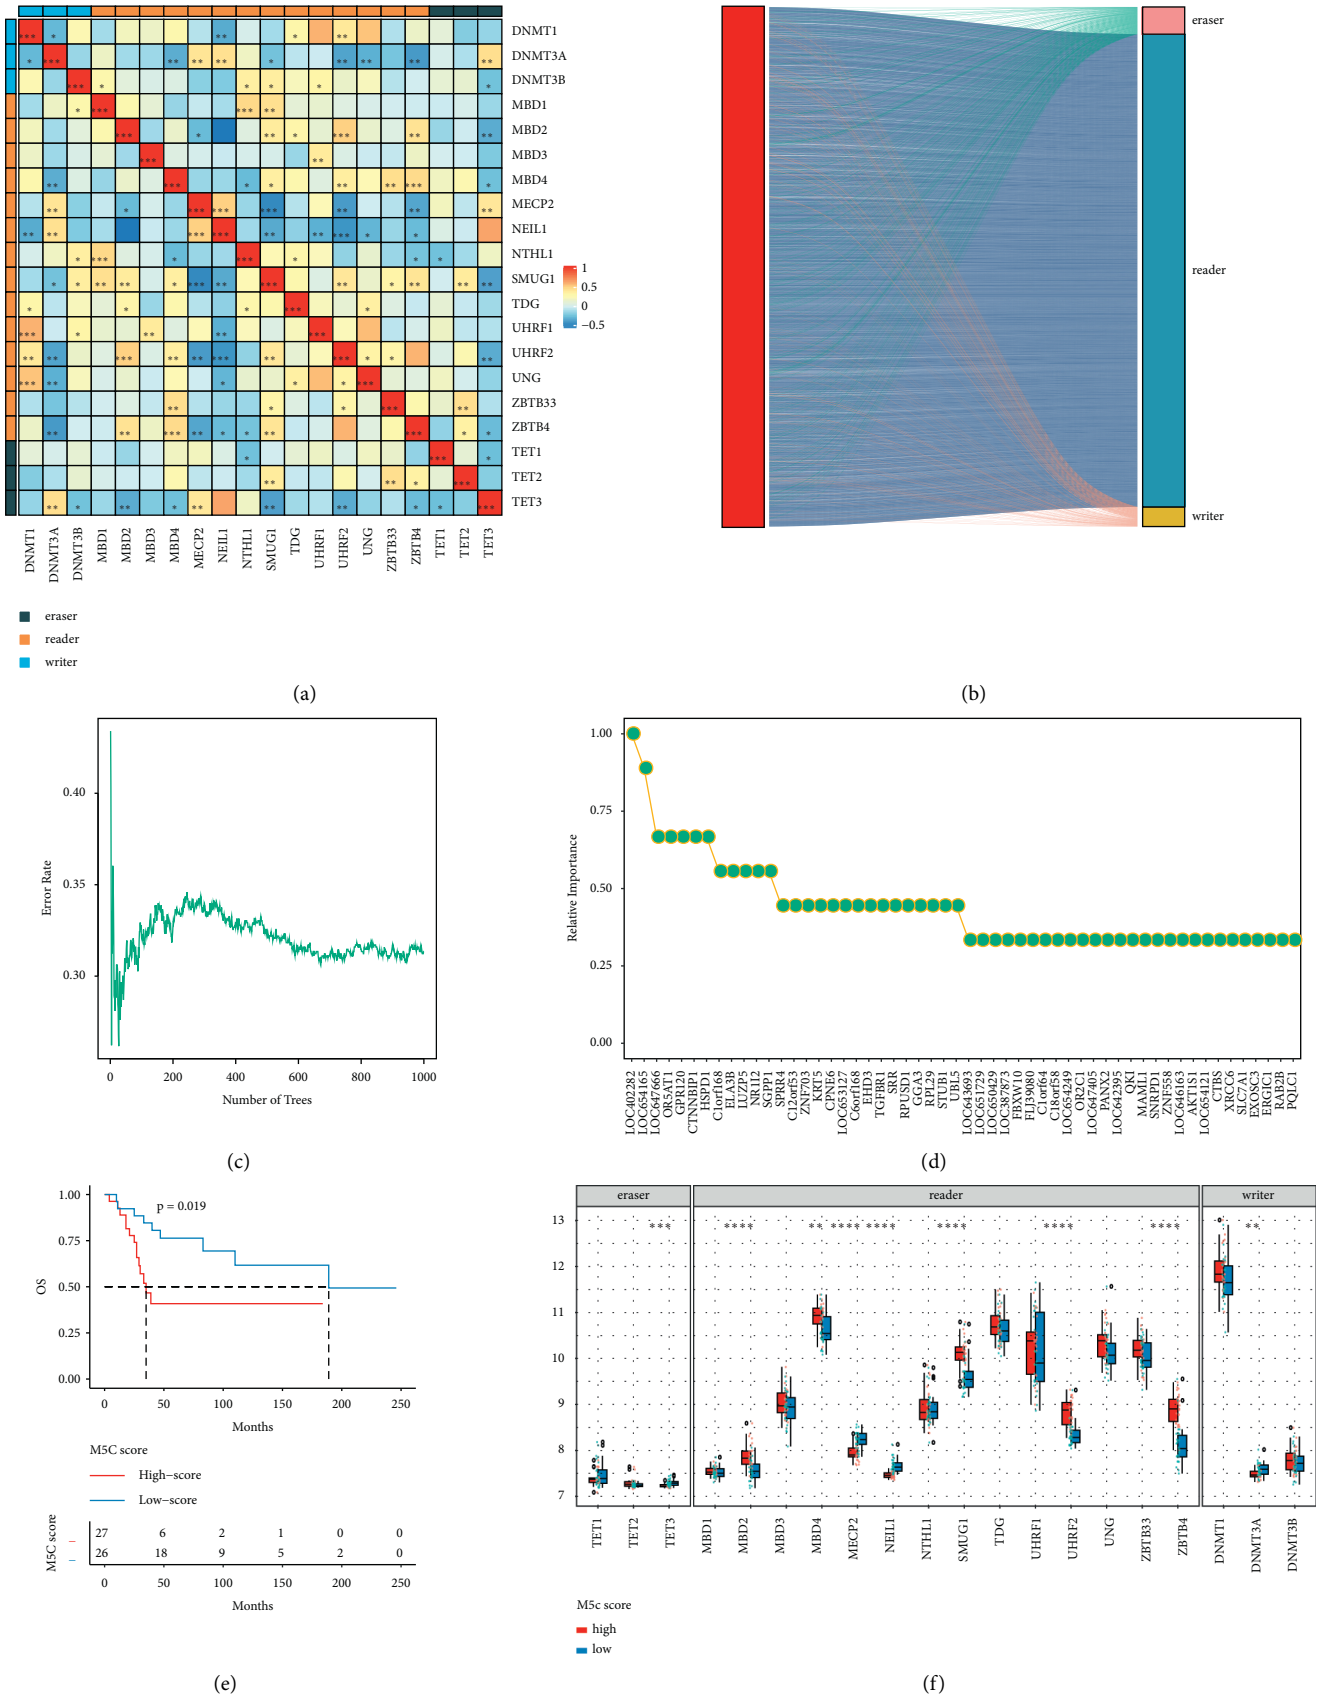 DNMT1
DNMT3A
DNMT3B
MBD1
MBD2
MBD3
MBD4
MECP2
NEIL1
NTHL1
SMUG1
TDG
UHRF1
UHRF2
UNG
ZBTB33
ZBTB4
TET1
TET2
TET3
1
0.5
0
−0.5
DNMT1 DNMT3A DNMT3B MBD1 MBD2 MBD3 MBD4 MECP2 NEIL1 NTHL1 SMUG1 TDG UHRF1 UHRF2 UNG ZBTB33 ZBTB4 TET1 TET2 TET3
eraser
reader
writer
(a)
eraser
reader
writer
(b)
Error Rate
0.40
0.35
0.30
0 200 400 600 800 1000
Number of Trees
(c)
Relative Importance
1.00
0.75
0.50
0.25
0.00
LOC402282 LOC654165 LOC647666 OR5AT1 GPR120 CTNNBIP1 HSPD1 C1orf168 ELA3B LUZP5 NR1I2 SGPP1 SPRR4 C12orf53 ZNF703 KRT5 CPNE6 LOC653127 C6orf168 EHD3 TGFBR1 SRR RPUSD1 GGA3 RPL29 STUB1 UBL5 LOC643693 LOC651729 LOC650429 LOC387873 FBXW10 FLJ39080 C1orf64 C18orf58 LOC654249 OR2C1 LOC647405 PANX2 LOC642395 QKI MAML1 SNRPD1 ZNF558 LOC646163 AKT1S1 LOC654121 CTBS XRCC6 SLC7A1 EXOSC3 ERGIC1 RAB2B PQLC1
(d)
OS
1.00
0.75
0.50
0.25
0.00
p = 0.019
0 50 100 150 200 250
Months
M5C score
High−score
Low−score
M5C score
27 6 2 1 0 0
26 18 9 5 2 0
0 50 100 150 200 250
Months
(e)
eraser reader writer
*** **** ** **** **** **** **** **** **
13
12
11
10
9
8
7
TET1 TET2 TET3 MBD1 MBD2 MBD3 MBD4 MECP2 NEIL1 NTHL1 SMUG1 TDG UHRF1 UHRF2 UNG ZBTB33 ZBTB4 DNMT1 DNMT3A DNMT3B
M5c score
high
low
(f)